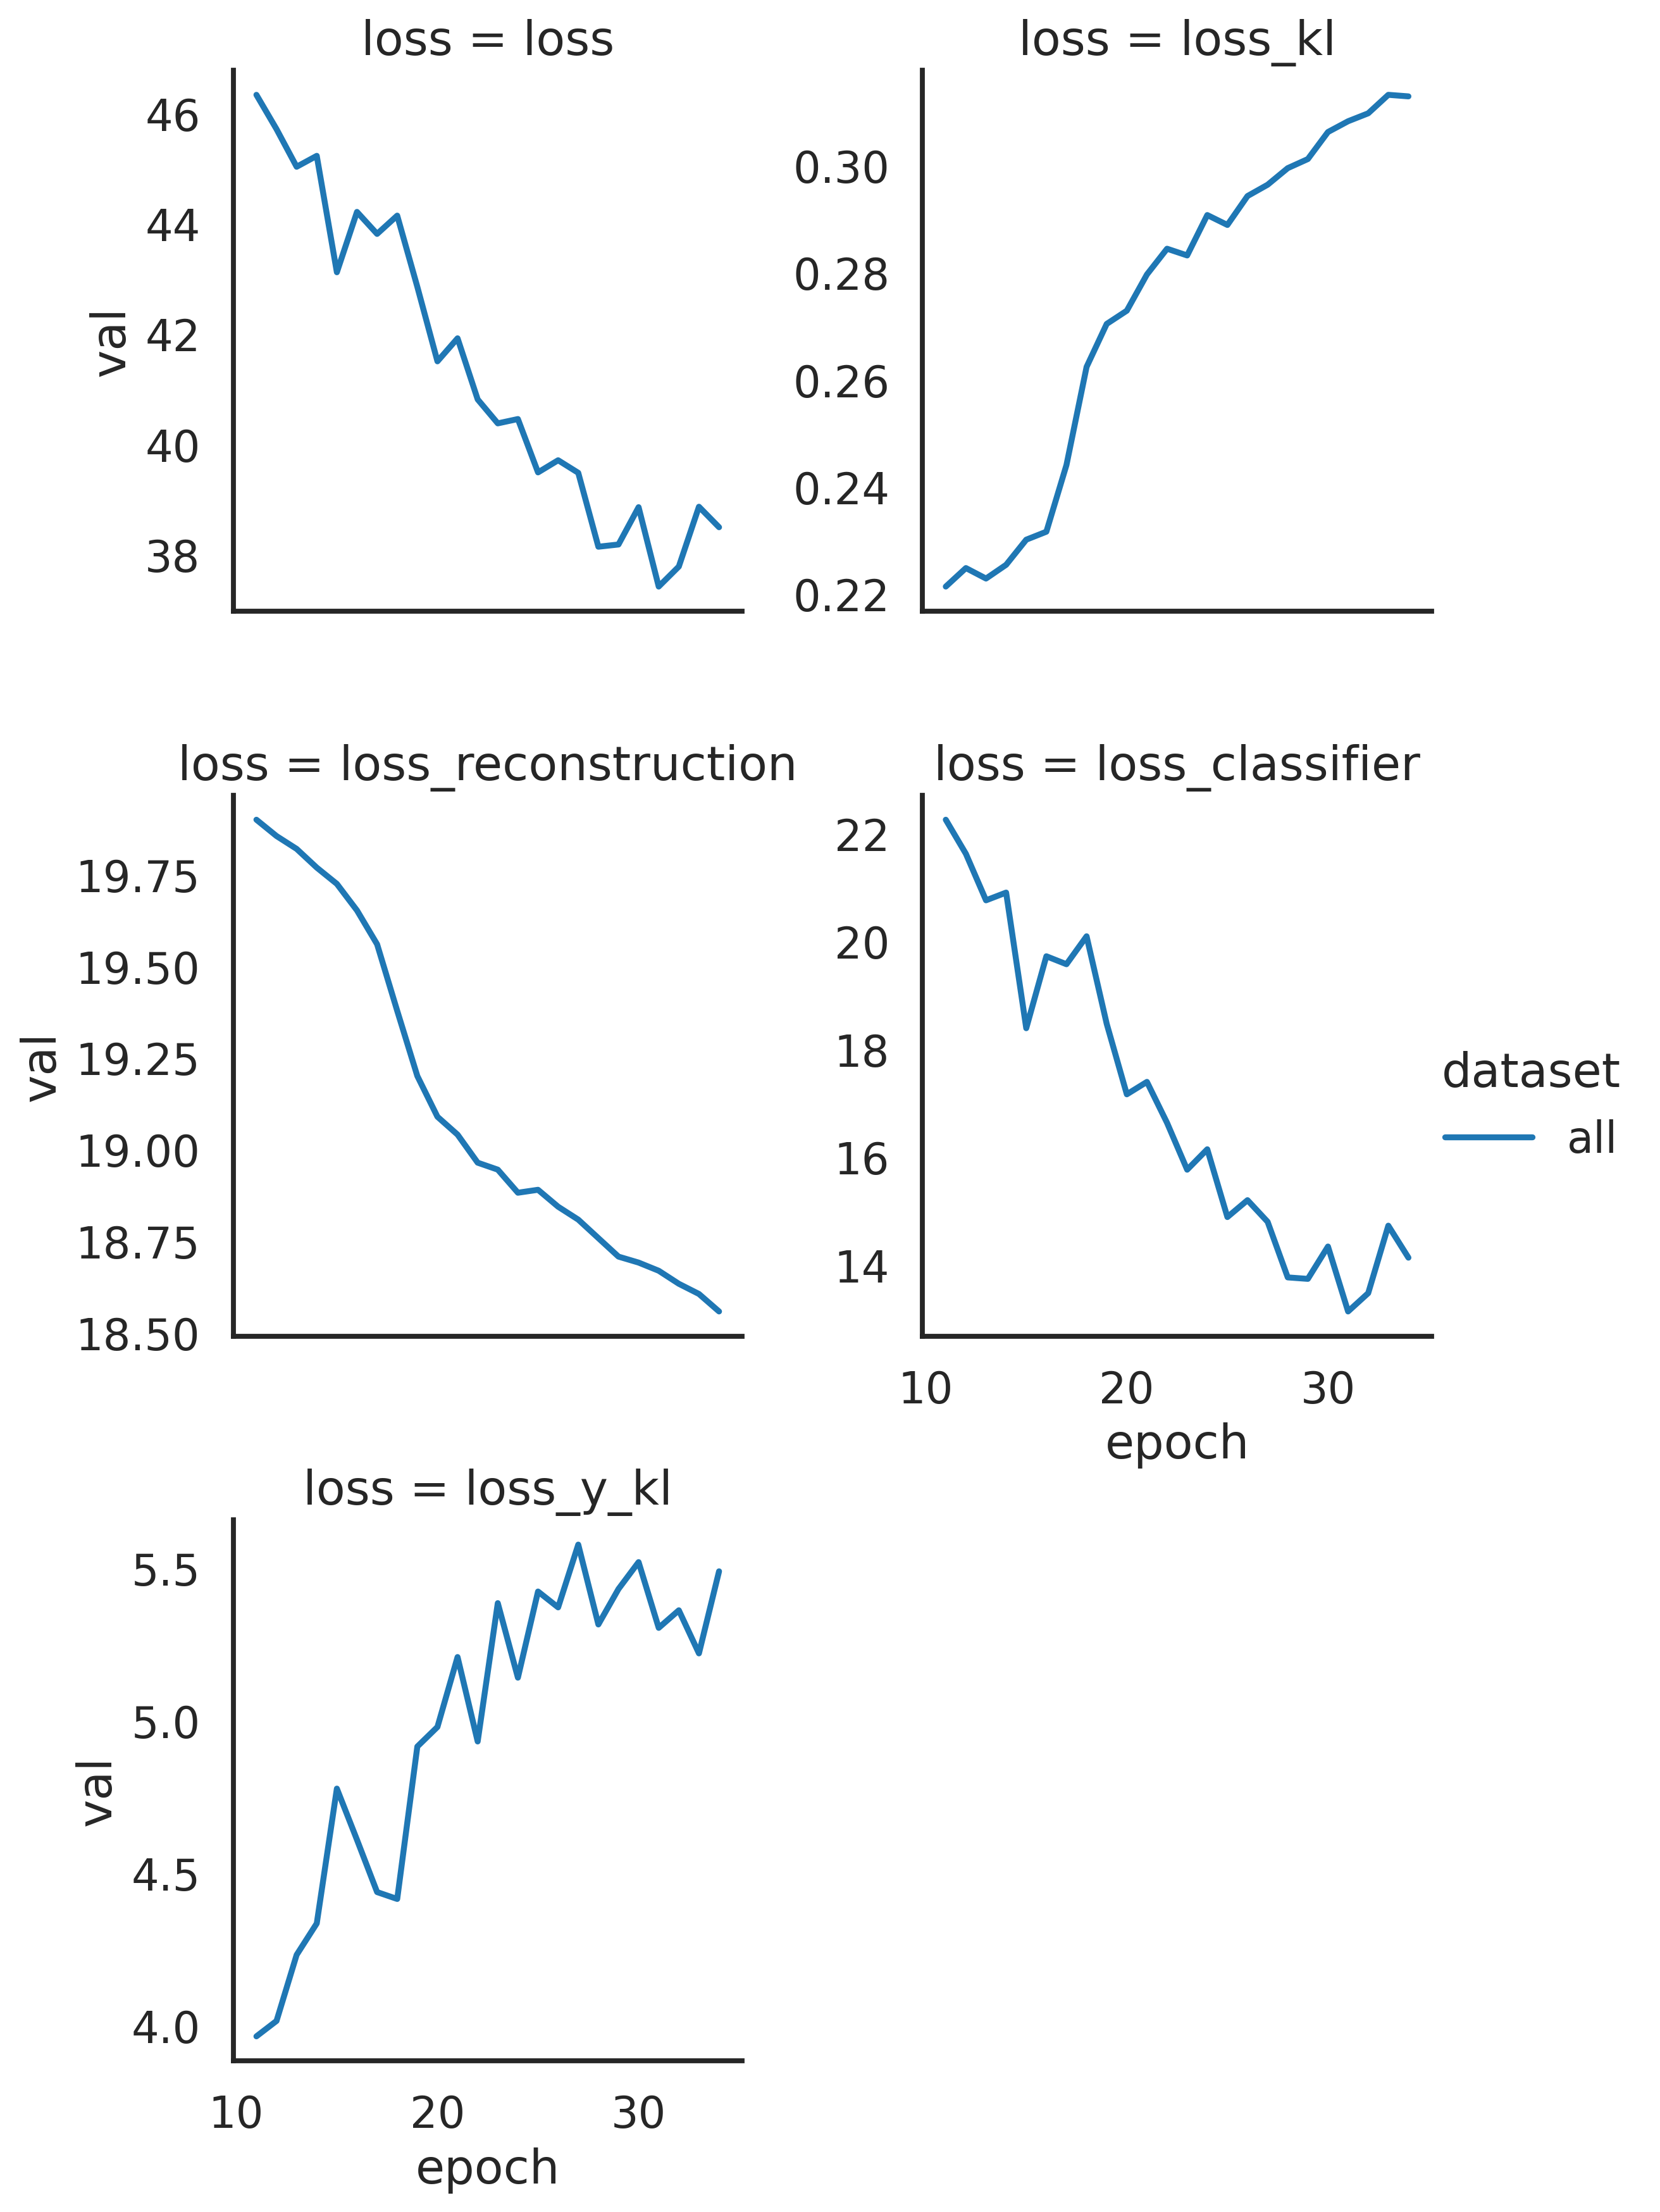 loss = loss
46
44
42
40
38
val
loss = loss_kl
0.30
0.28
0.26
0.24
0.22
loss = loss_reconstruction
19.75
19.50
19.25
19.00
18.75
18.50
val
loss = loss_classifier
22
20
18
16
14
10 20 30
epoch
dataset
all
loss = loss_y_kl
5.5
5.0
4.5
4.0
val
10 20 30
epoch